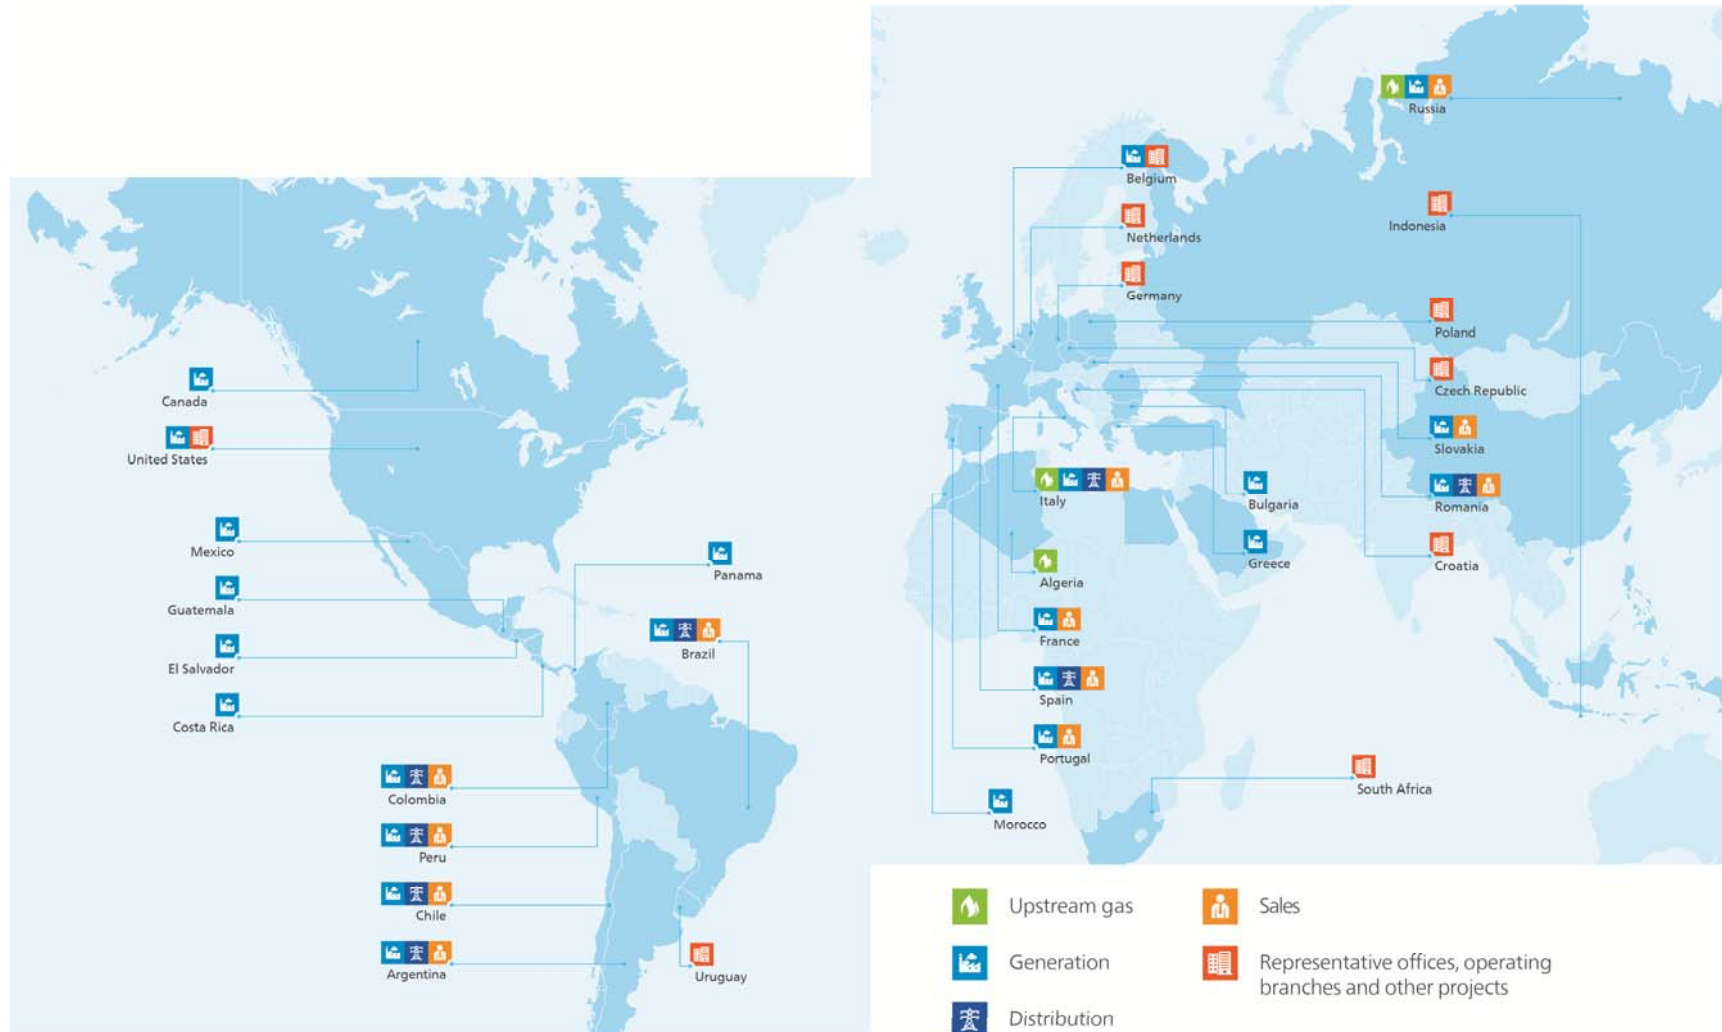 Russia
Belgium
Indonesia
Netherlands
Germany
Poland
Canada
Czech Republic
United States
Slovakia
Italy
Bulgaria
Romania
Mexico
Panama
Greece
Croatia
Algeria
Guatemala
France
Brazil
El Salvador
Spain
Costa Rica
Portugal
Colombia
South Africa
Morocco
Peru
Chile
Argentina
Uruguay
Upstream gas
Generation
Distribution
Sales
Representative offices, operating
branches and other projects